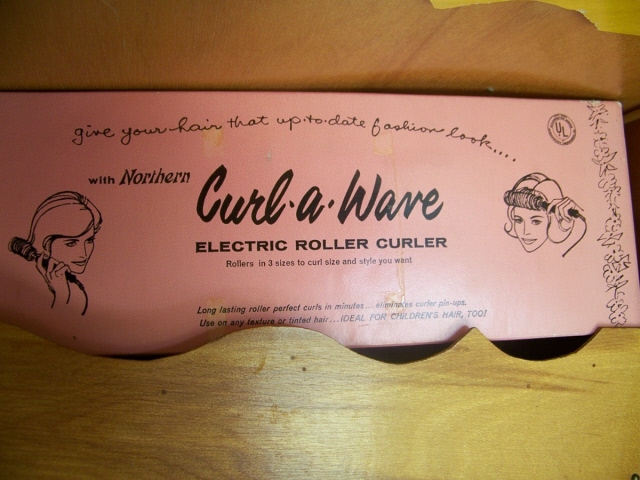 give your hair that up-to-date fashion look....
UL
with Northern
Curl·a·Wave
ELECTRIC ROLLER CURLER
Rollers in 3 sizes to curl size and style you want
Long lasting roller perfect curls in minutes...eliminates curler pin-ups.
Use on any texture or tinted hair...IDEAL FOR CHILDREN'S HAIR, TOO!